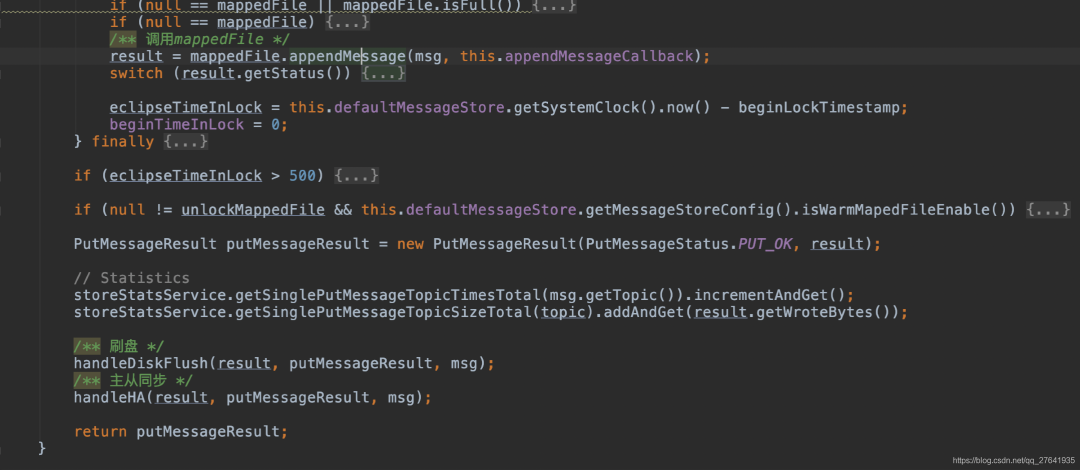 if (null == mappedFile || mappedFile.isFull()) {...}
if (null == mappedFile) {...}
/** 调用mappedFile */
result = mappedFile.appendMessage(msg, this.appendMessageCallback);
switch (result.getStatus()) {...}
eclipseTimeInLock = this.defaultMessageStore.getSystemClock().now() - beginLockTimestamp;
beginTimeInLock = 0;
} finally {...}
if (eclipseTimeInLock > 500) {...}
if (null != unlockMappedFile && this.defaultMessageStore.getMessageStoreConfig().isWarmMapedFileEnable()) {...}
PutMessageResult putMessageResult = new PutMessageResult(PutMessageStatus.PUT_OK, result);
// Statistics
storeStatsService.getSinglePutMessageTopicTimesTotal(msg.getTopic()).incrementAndGet();
storeStatsService.getSinglePutMessageTopicSizeTotal(topic).addAndGet(result.getWroteBytes());
/** 刷盘 */
handleDiskFlush(result, putMessageResult, msg);
/** 主从同步 */
handleHA(result, putMessageResult, msg);
return putMessageResult;
}
https://blog.csdn.net/qq_27641935